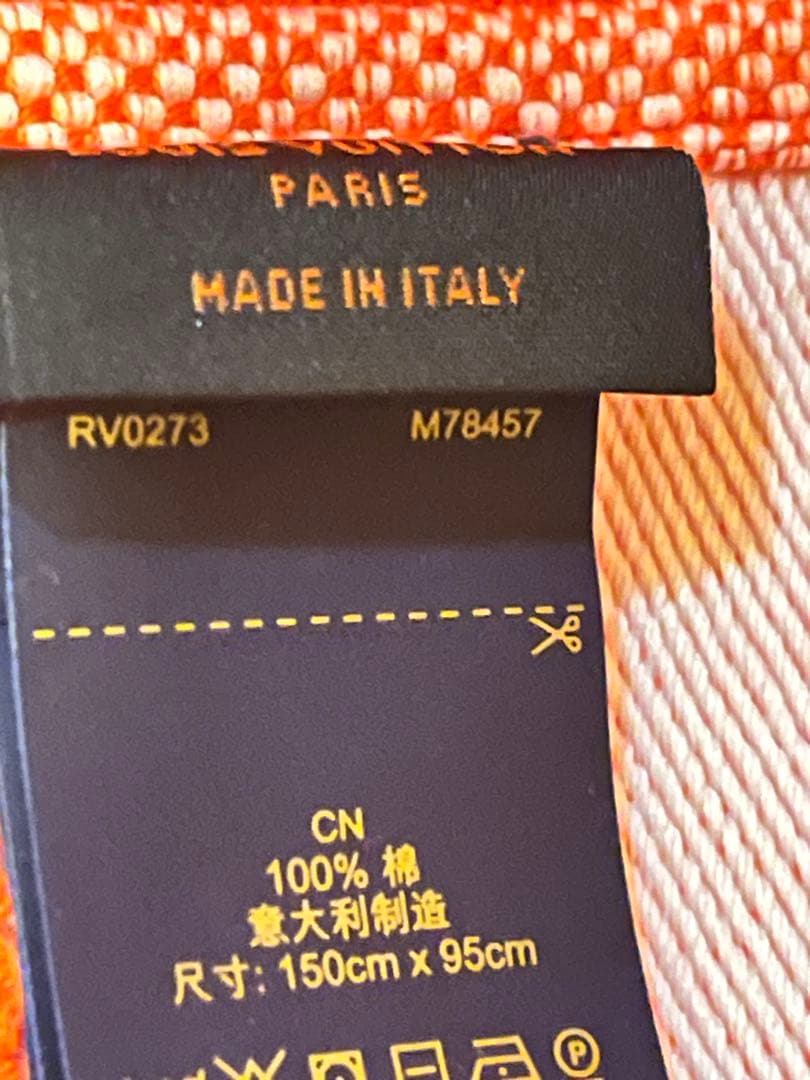 PARIS
MADE IN ITALY
RV0273 M78457
CN
100% 棉
意大利制造
尺寸: 150cm x 95cm
P